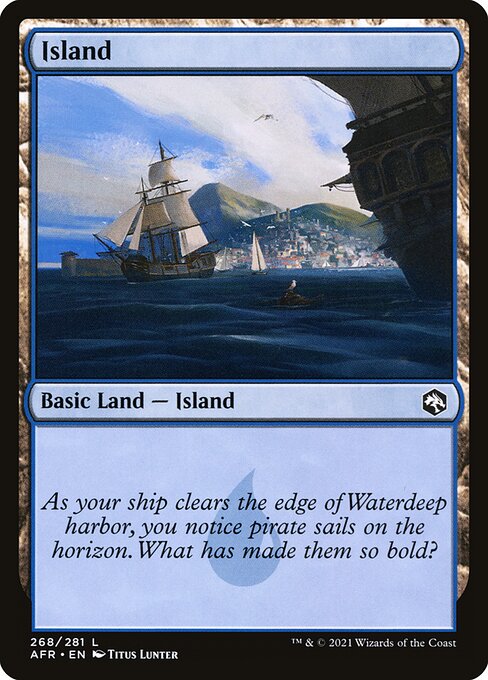 Island
Basic Land — Island
As your ship clears the edge of Waterdeep
harbor, you notice pirate sails on the
horizon. What has made them so bold?
268/281 L
AFR • EN Titus Lunter
™ & © 2021 Wizards of the Coast